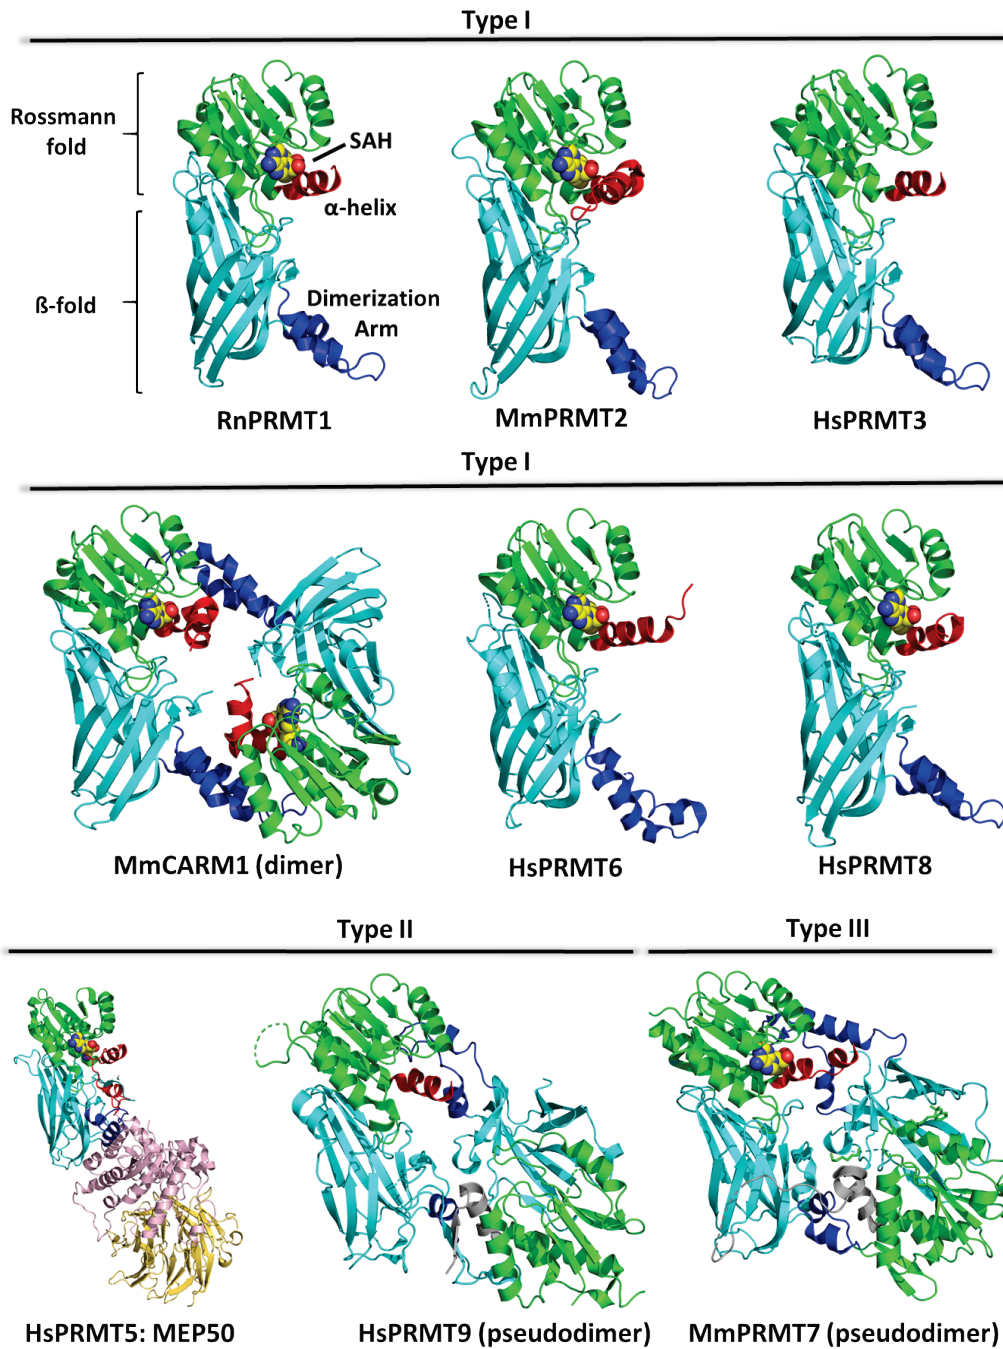 Type I
Rossmann
fold
SAH
α-helix
ß-fold
Dimerization
Arm
RnPRMT1
MmPRMT2
HsPRMT3
Type I
MmCARM1 (dimer)
HsPRMT6
HsPRMT8
Type II
Type III
HsPRMT5: MEP50
HsPRMT9 (pseudodimer)
MmPRMT7 (pseudodimer)